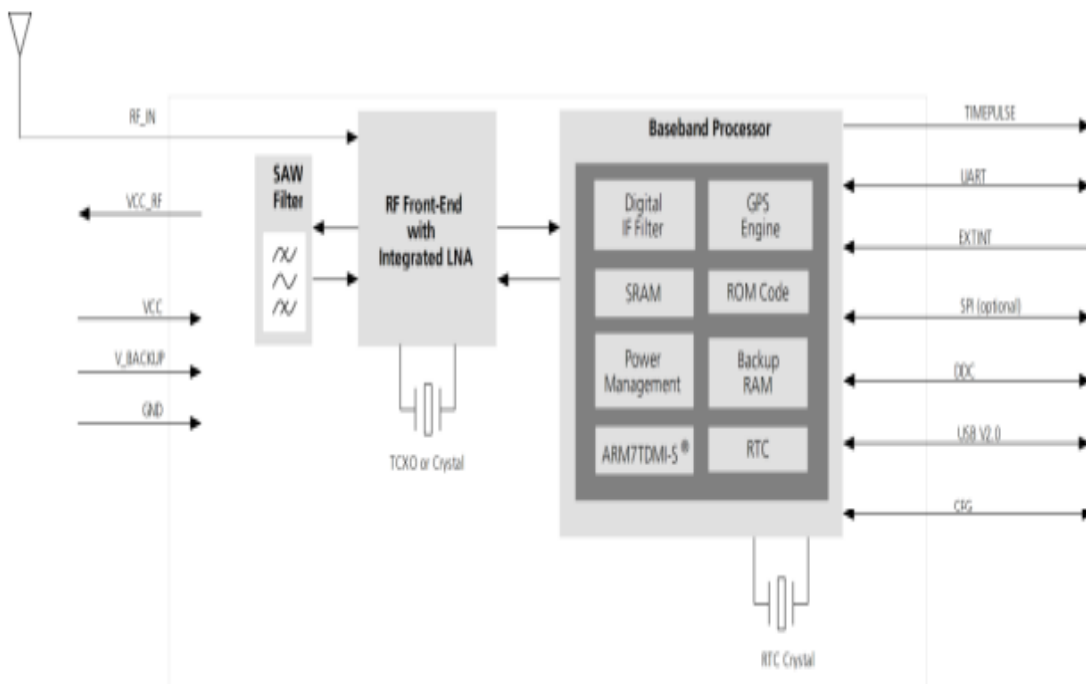 RF_IN
VCC_RF
VCC
V_BACKUP
GND
SAW
Filter
RF Front-End
with
Integrated LNA
TCXO or Crystal
Baseband Processor
Digital
IF Filter
GPS
Engine
SRAM
ROM Code
Power
Management
Backup
RAM
ARM7TDMI-S®
RTC
RTC Crystal
TIMEPULSE
UART
EXTINT
SPI (optional)
DDC
USB V2.0
CFG